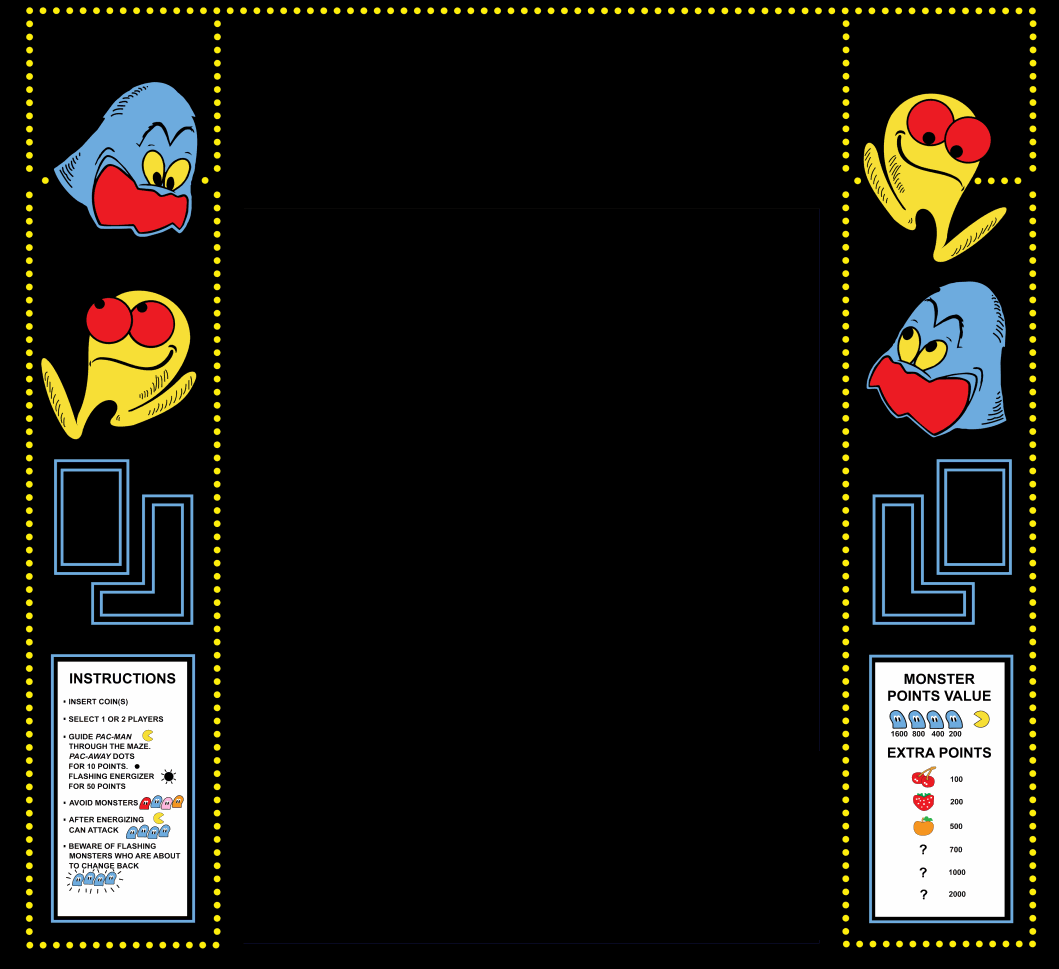 INSTRUCTIONS
• INSERT COIN(S)
• SELECT 1 OR 2 PLAYERS
• GUIDE PAC-MAN
THROUGH THE MAZE.
PAC-AWAY DOTS
FOR 10 POINTS.
FLASHING ENERGIZER
FOR 50 POINTS
• AVOID MONSTERS
• AFTER ENERGIZING
CAN ATTACK
• BEWARE OF FLASHING
MONSTERS WHO ARE ABOUT
TO CHANGE BACK
MONSTER
POINTS VALUE
1600 800 400 200
EXTRA POINTS
100
200
500
? 700
? 1000
? 2000